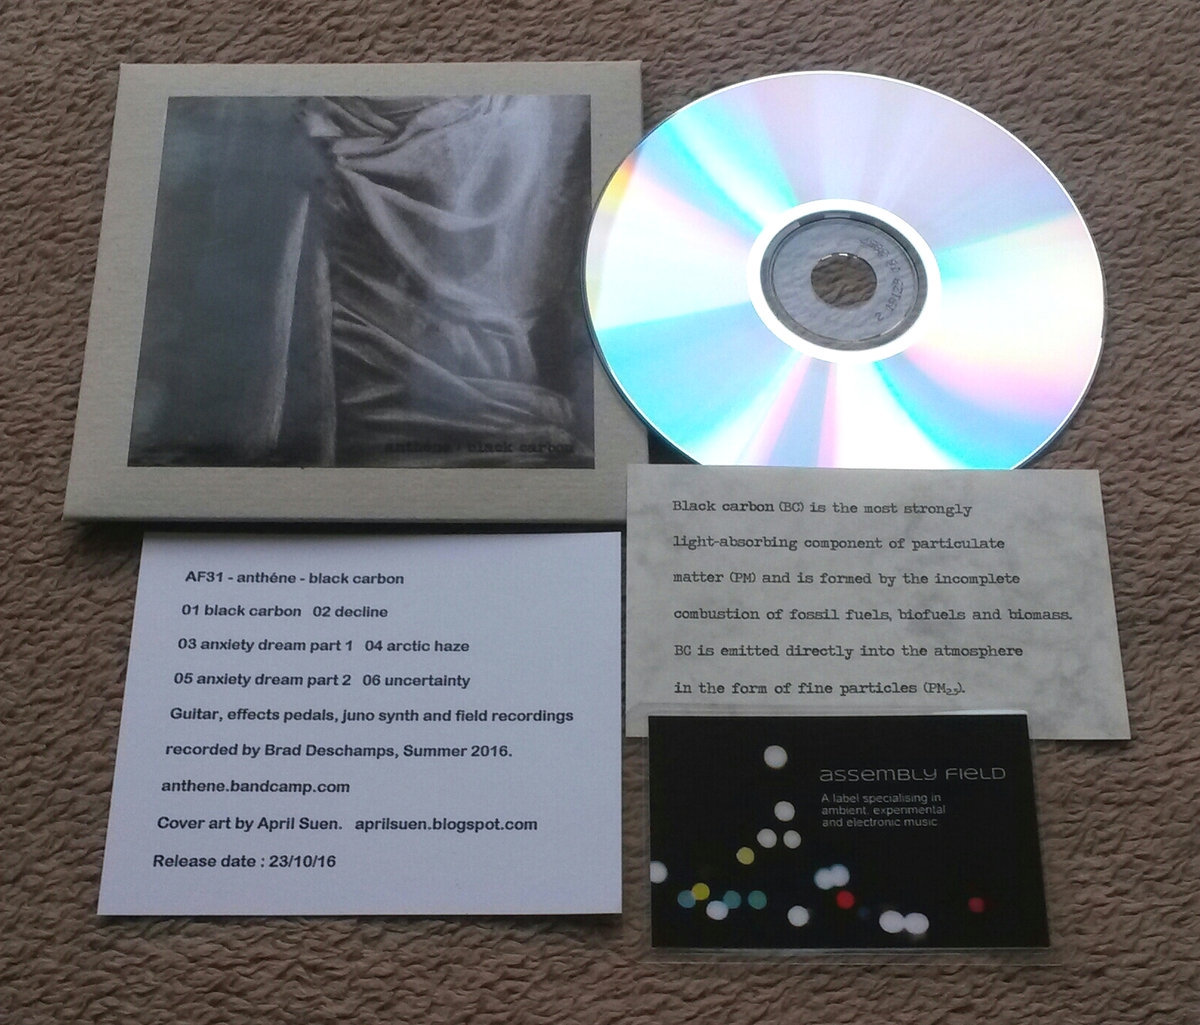 anthéne : black carbon
Black carbon (BC) is the most strongly
light-absorbing component of particulate
matter (PM) and is formed by the incomplete
combustion of fossil fuels, biofuels and biomass.
BC is emitted directly into the atmosphere
in the form of fine particles (PM₂.₅).
AF31 - anthéne - black carbon
01 black carbon 02 decline
03 anxiety dream part 1 04 arctic haze
05 anxiety dream part 2 06 uncertainty
Guitar, effects pedals, juno synth and field recordings
recorded by Brad Deschamps, Summer 2016.
anthene.bandcamp.com
Cover art by April Suen. aprilsuen.blogspot.com
Release date : 23/10/16
assembly field
A label specialising in
ambient, experimental
and electronic music